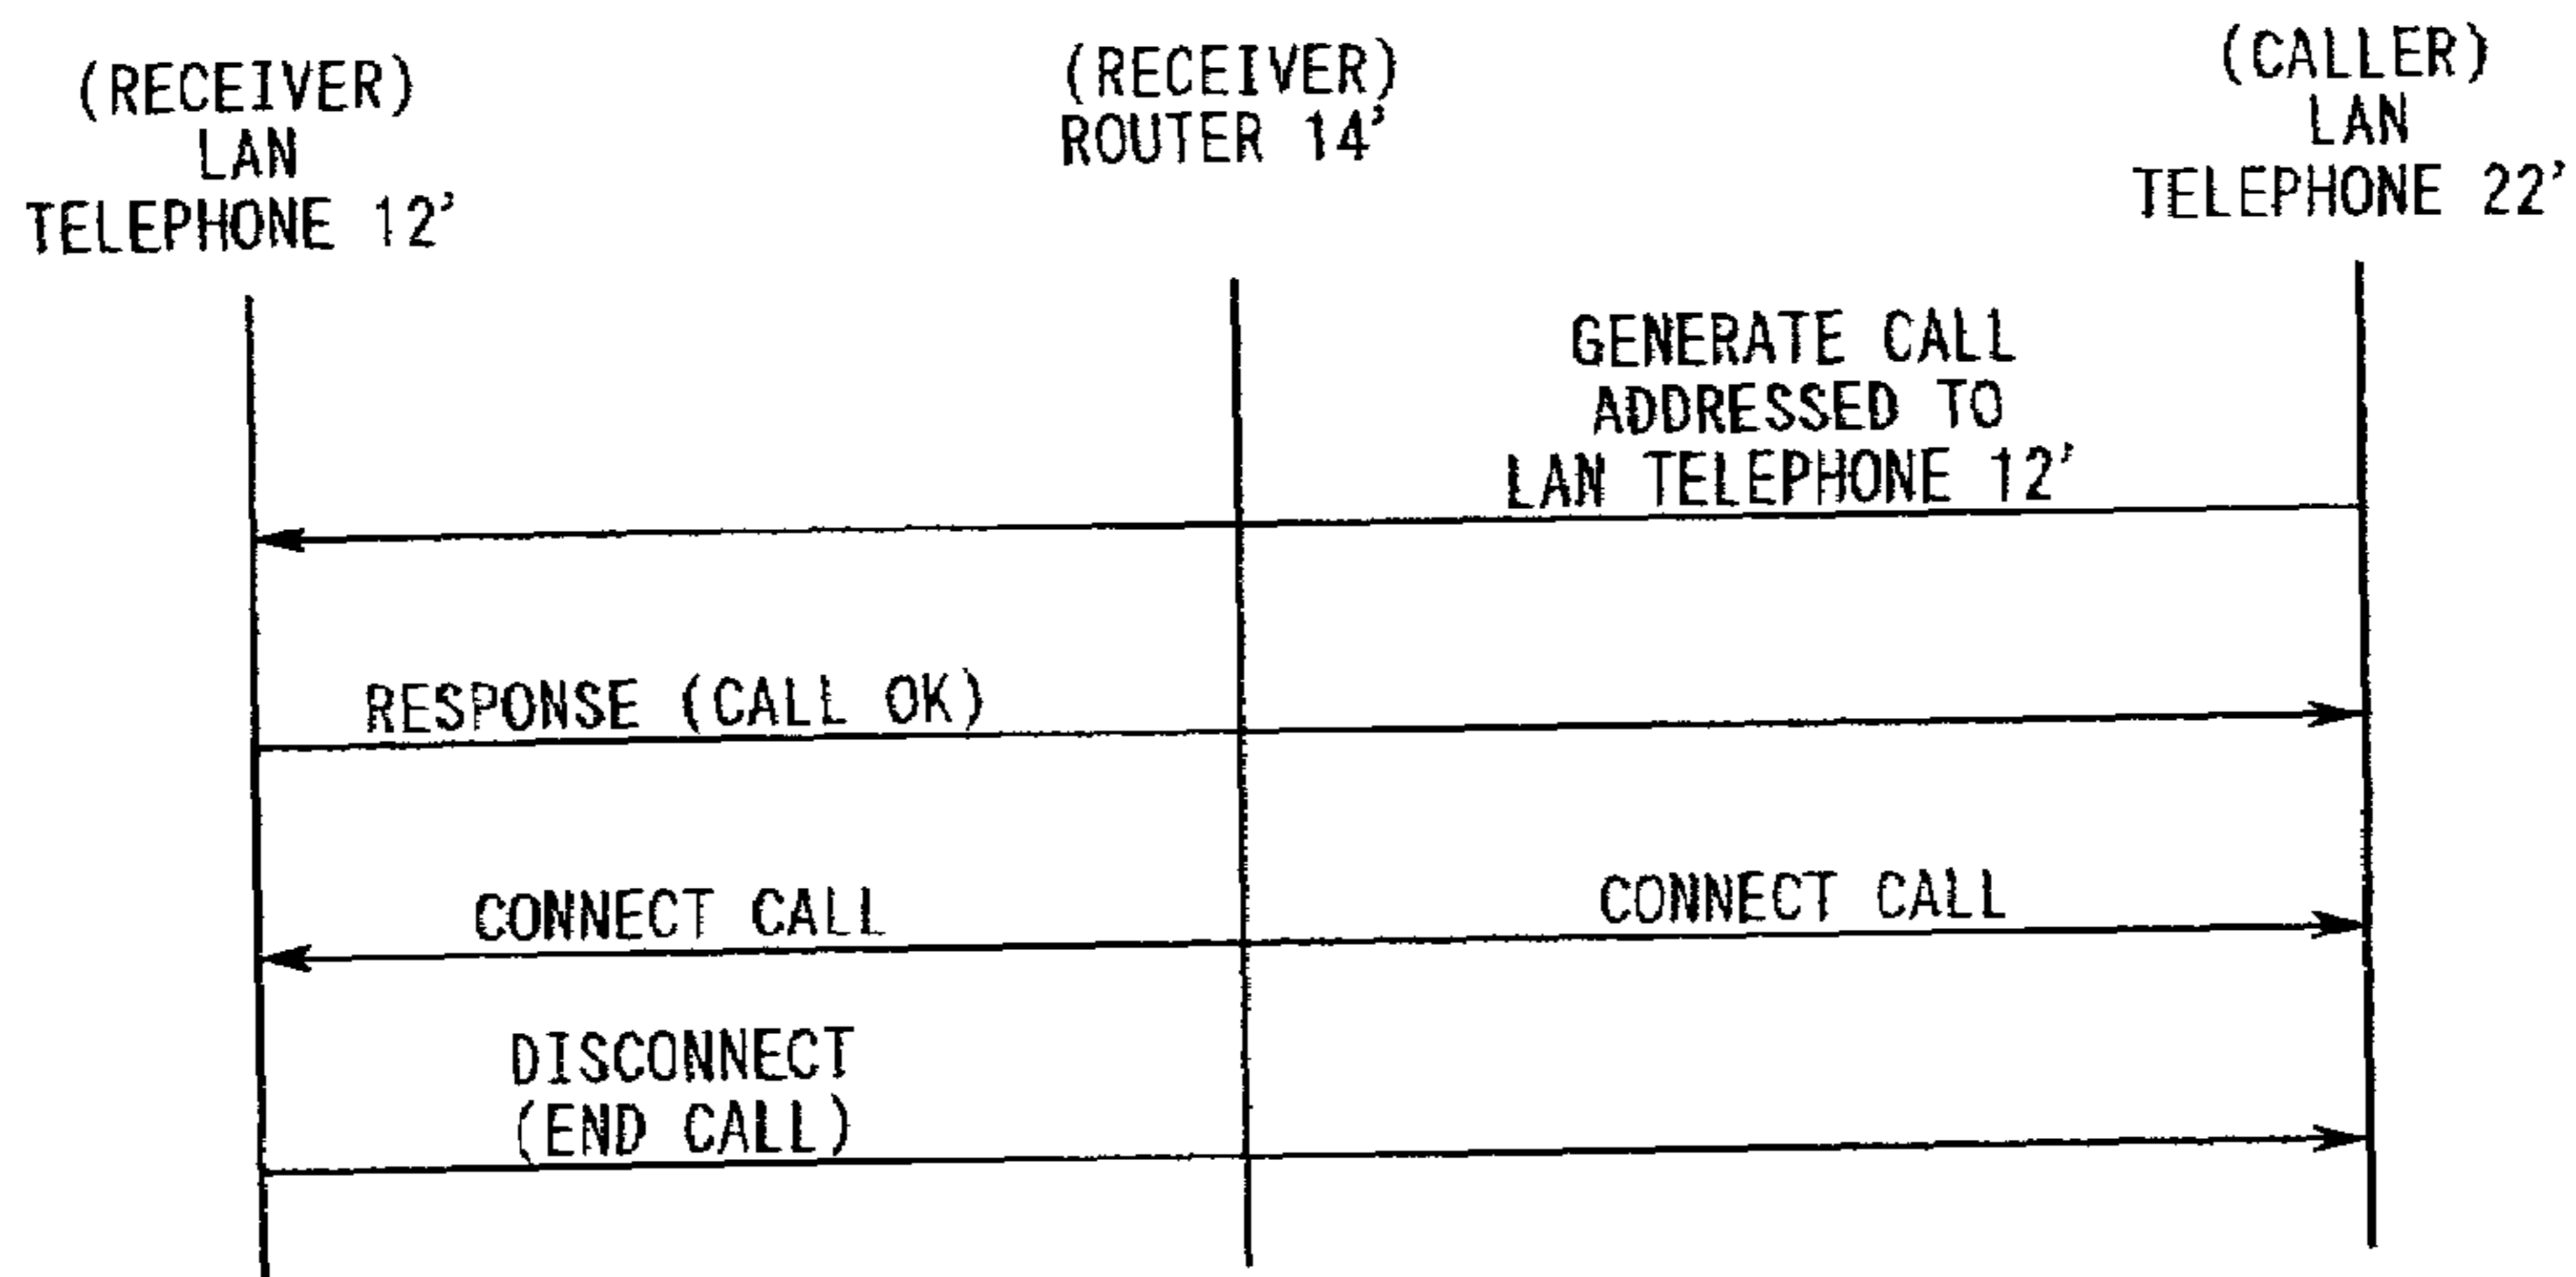 (RECEIVER)
LAN
TELEPHONE 12'
(RECEIVER)
ROUTER 14'
(CALLER)
LAN
TELEPHONE 22'
GENERATE CALL
ADDRESSED TO
LAN TELEPHONE 12'
RESPONSE (CALL OK)
CONNECT CALL
CONNECT CALL
DISCONNECT
(END CALL)